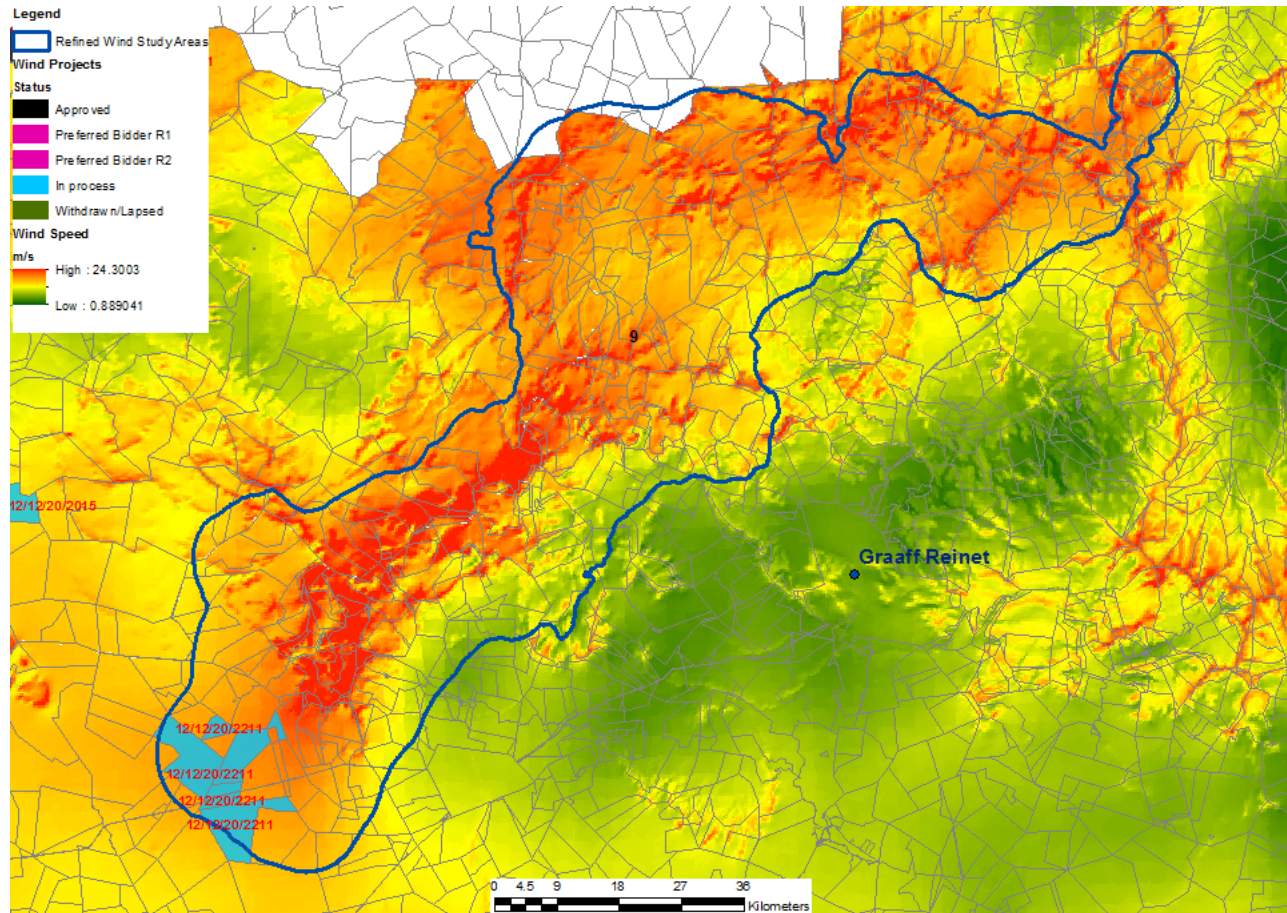 Legend
Refined Wind Study Areas
Wind Projects
Status
Approved
Preferred Bidder R1
Preferred Bidder R2
In process
Withdrawn/Lapsed
Wind Speed
m/s
High : 24.3003
Low : 0.889041
9
12/12/20/2015
Graaff Reinet
12/12/20/2211
12/12/20/2211
12/12/20/2211
12/12/20/2211
0 4.5 9 18 27 36
Kilometers